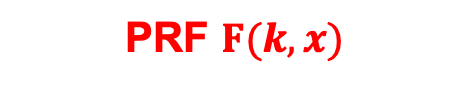 PRF F(k, x)